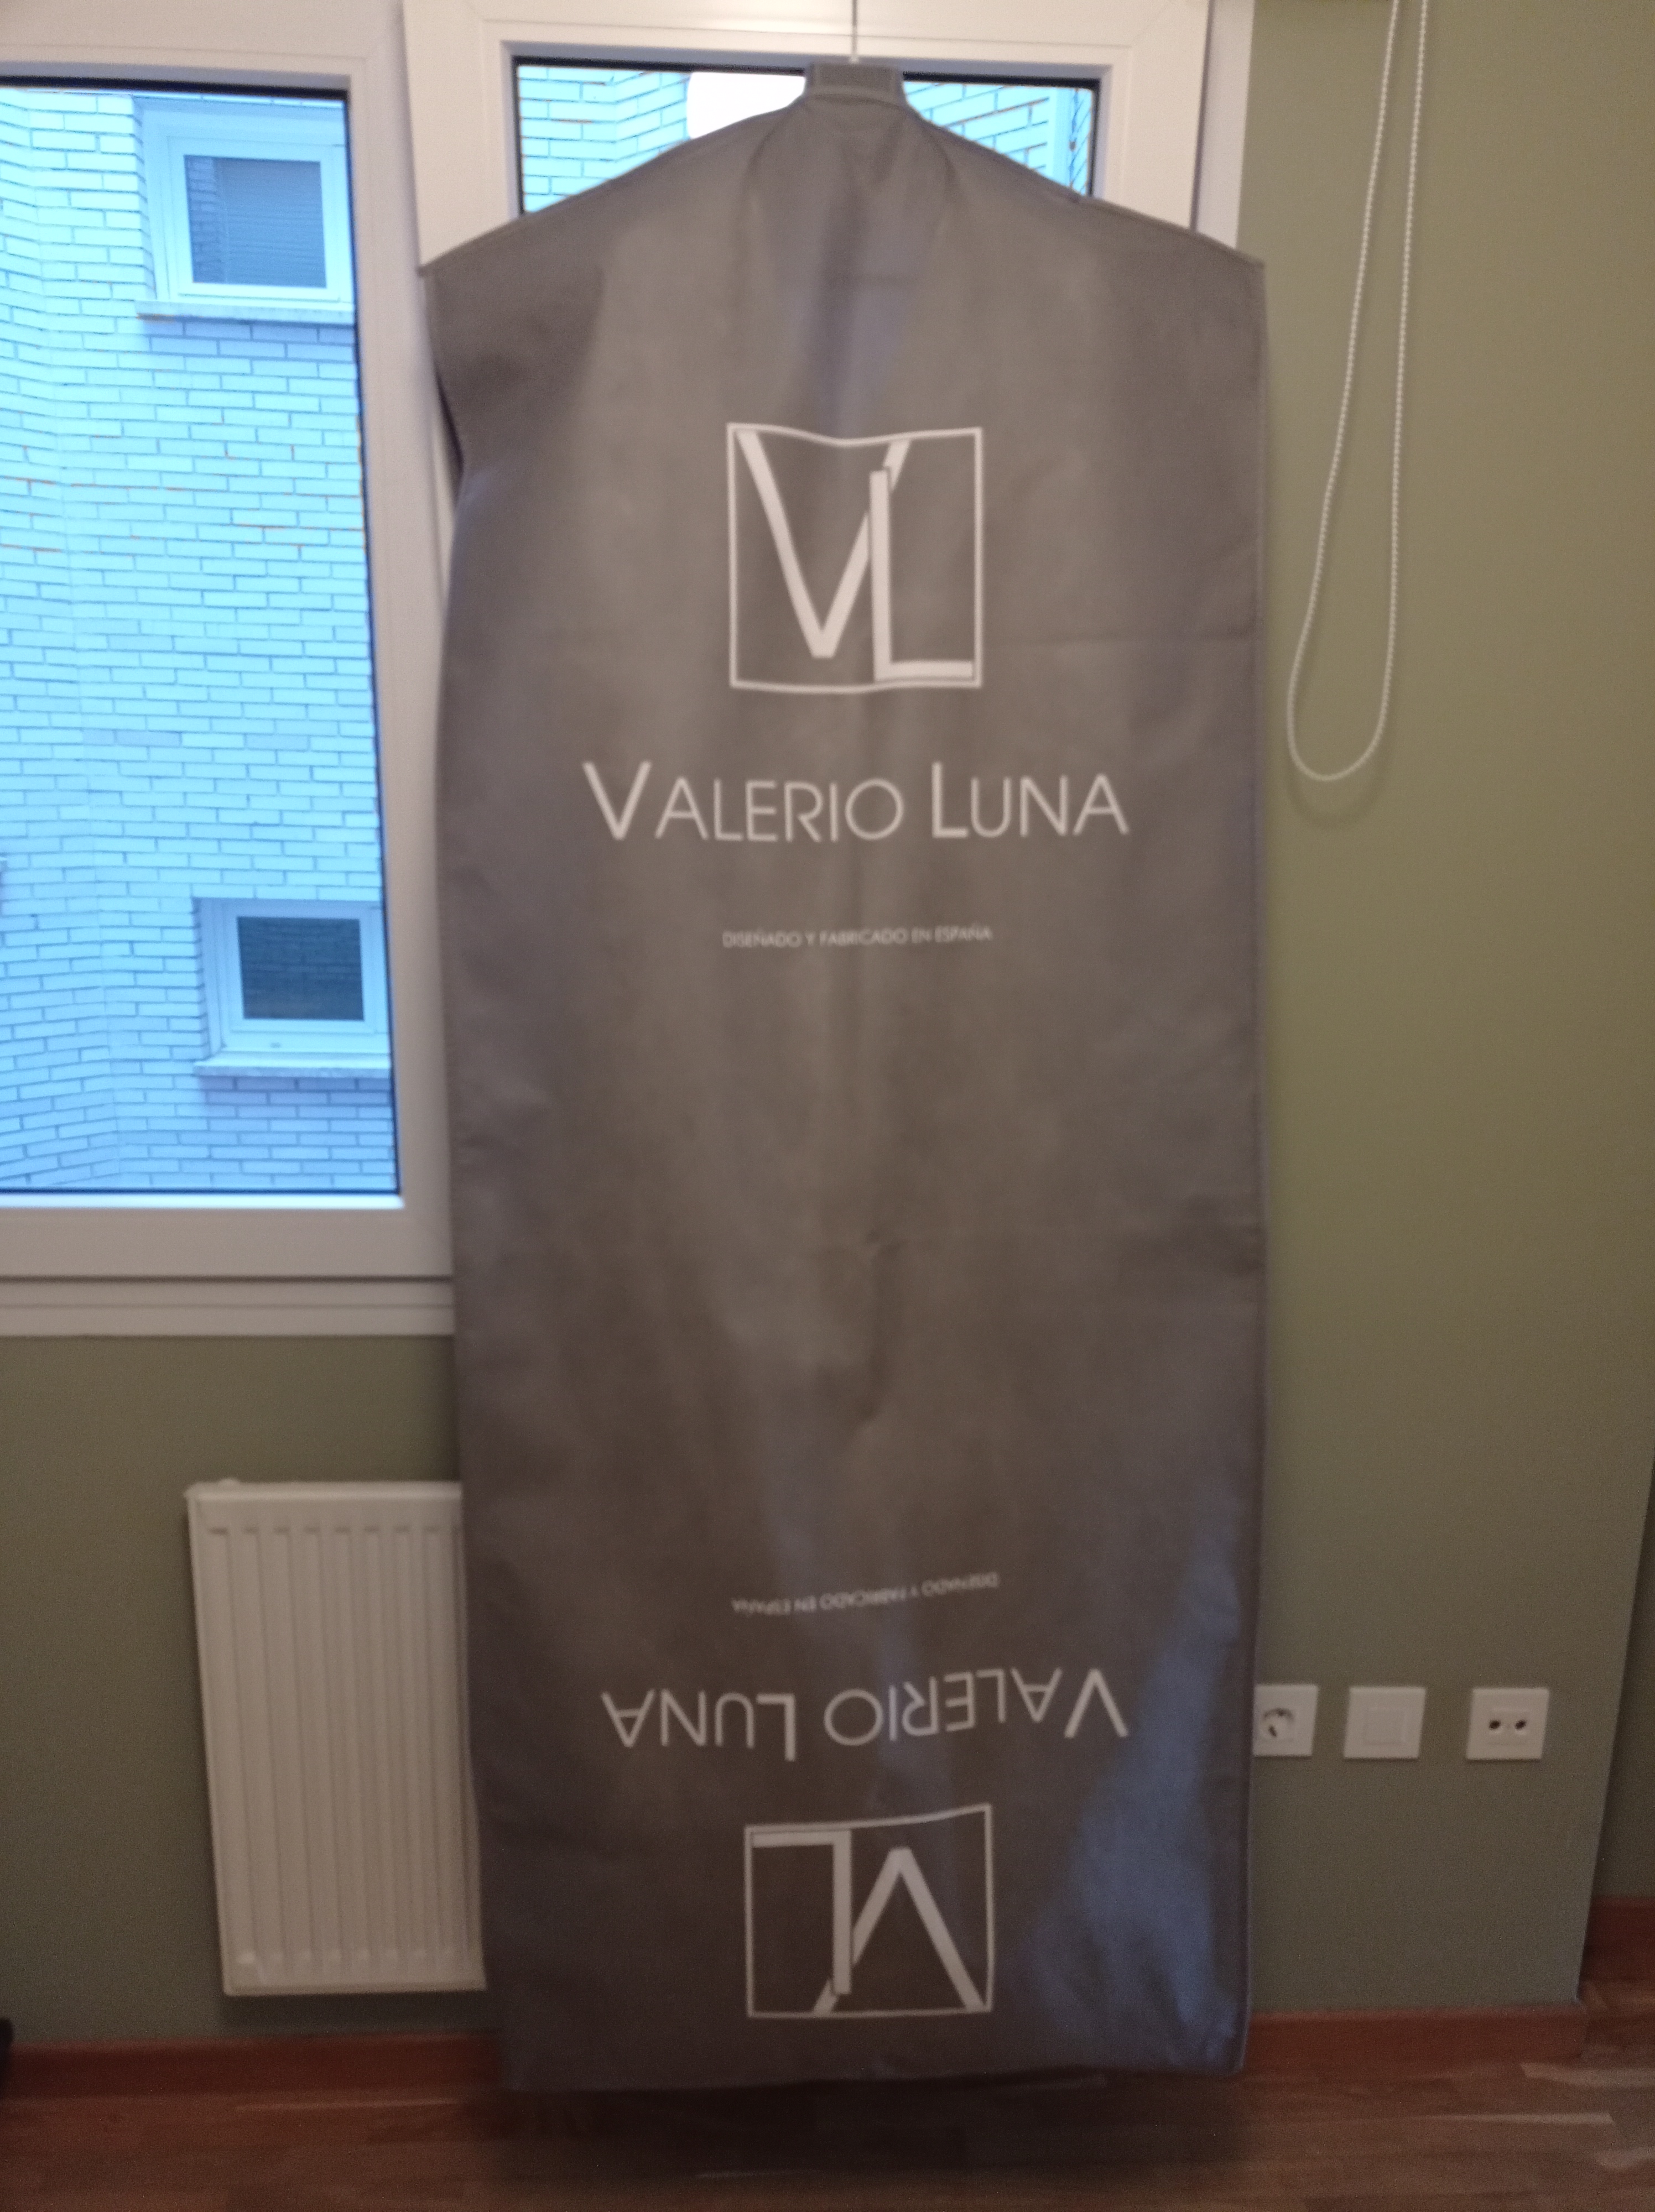 VL
VALERIO LUNA
DISEÑADO Y FABRICADO EN ESPAÑA
DISEÑADO Y FABRICADO EN ESPAÑA
VALERIO LUNA
VL